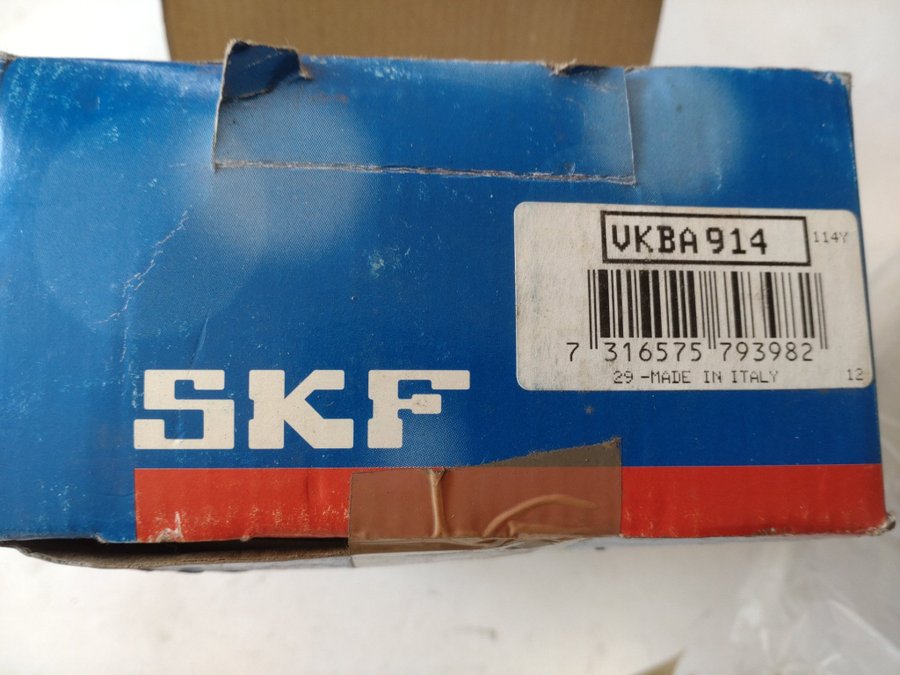 VKBA914
114Y
7 316575 793982
29-MADE IN ITALY 12
SKF